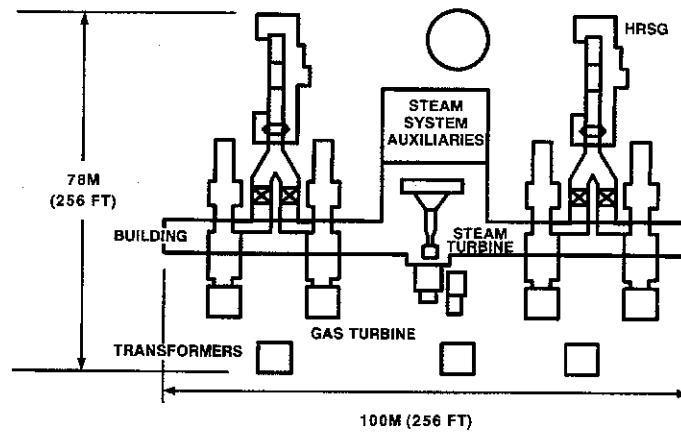 HRSG
STEAM
SYSTEM
AUXILIARIES
78M
(256 FT)
BUILDING
STEAM
TURBINE
GAS TURBINE
TRANSFORMERS
100M (256 FT)